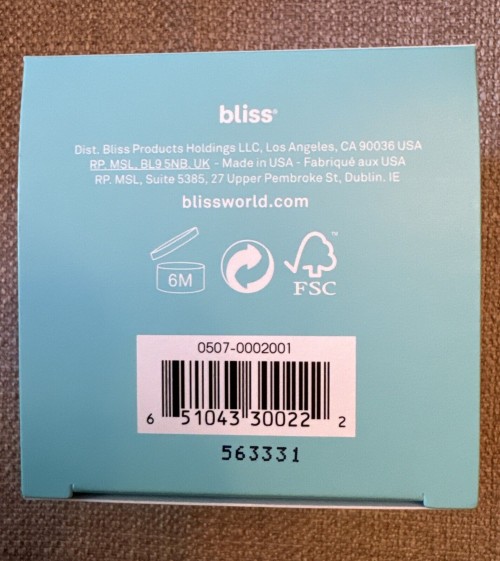 bliss®
Dist. Bliss Products Holdings LLC, Los Angeles, CA 90036 USA
RP. MSL, BL9 5NB, UK - Made in USA - Fabriqué aux USA
RP. MSL, Suite 5385, 27 Upper Pembroke St, Dublin, IE
blissworld.com
6M
FSC
™
0507-0002001
6 51043 30022 2
563331